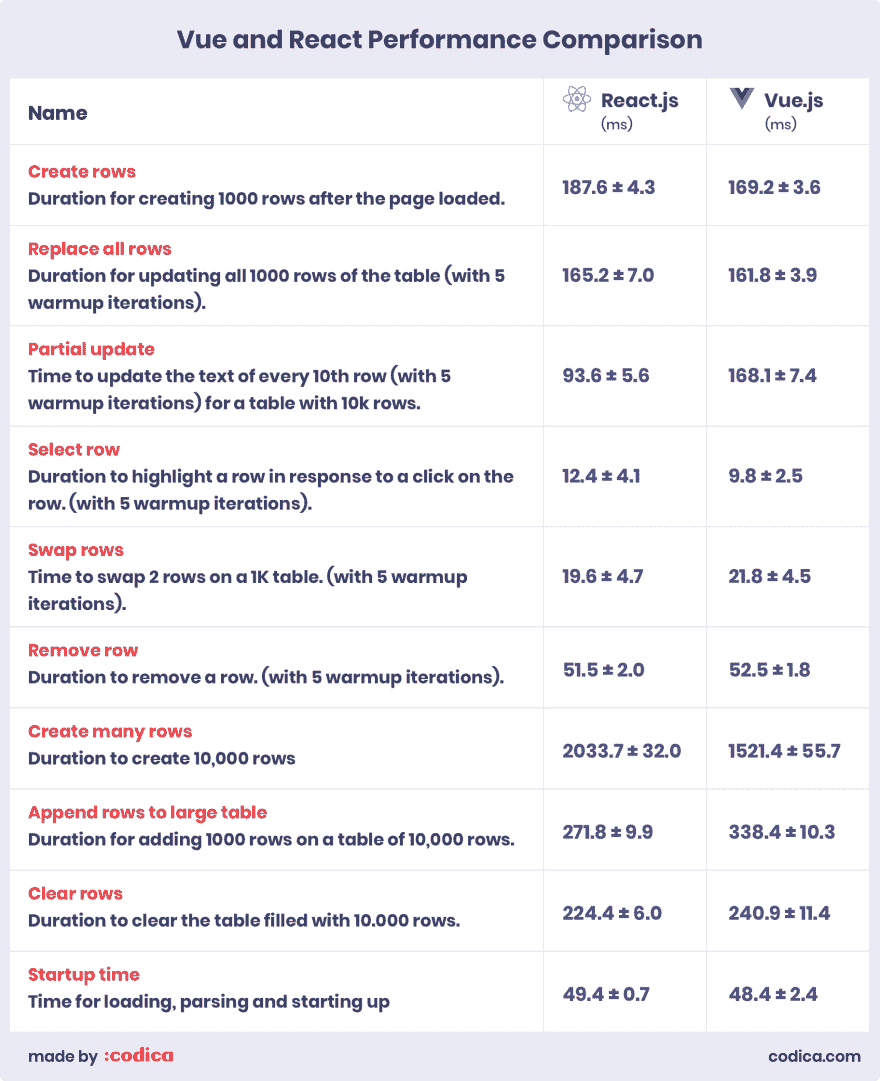 Vue and React Performance Comparison
Name
React.js
(ms)
Vue.js
(ms)
Create rows
Duration for creating 1000 rows after the page loaded.
187.6 ± 4.3
169.2 ± 3.6
Replace all rows
Duration for updating all 1000 rows of the table (with 5
warmup iterations).
165.2 ± 7.0
161.8 ± 3.9
Partial update
Time to update the text of every 10th row (with 5
warmup iterations) for a table with 10k rows.
93.6 ± 5.6
168.1 ± 7.4
Select row
Duration to highlight a row in response to a click on the
row. (with 5 warmup iterations).
12.4 ± 4.1
9.8 ± 2.5
Swap rows
Time to swap 2 rows on a 1K table. (with 5 warmup
iterations).
19.6 ± 4.7
21.8 ± 4.5
Remove row
Duration to remove a row. (with 5 warmup iterations).
51.5 ± 2.0
52.5 ± 1.8
Create many rows
Duration to create 10,000 rows
2033.7 ± 32.0
1521.4 ± 55.7
Append rows to large table
Duration for adding 1000 rows on a table of 10,000 rows.
271.8 ± 9.9
338.4 ± 10.3
Clear rows
Duration to clear the table filled with 10.000 rows.
224.4 ± 6.0
240.9 ± 11.4
Startup time
Time for loading, parsing and starting up
49.4 ± 0.7
48.4 ± 2.4
made by :codica
codica.com